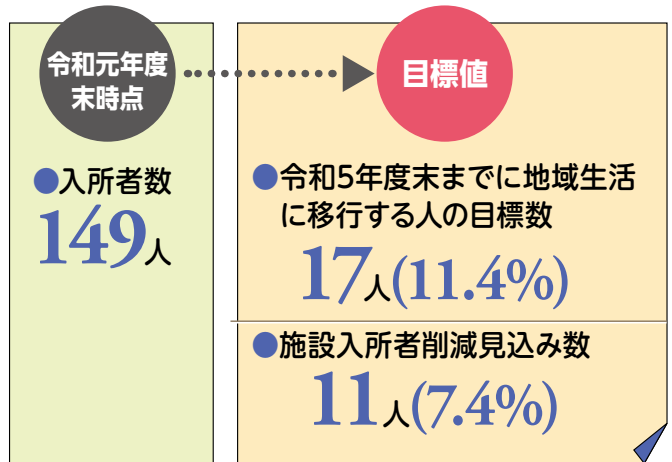 令和元年度
末時点
目標値
●入所者数
149人
●令和5年度末までに地域生活
に移行する人の目標数
17人(11.4%)
●施設入所者削減見込み数
11人(7.4%)